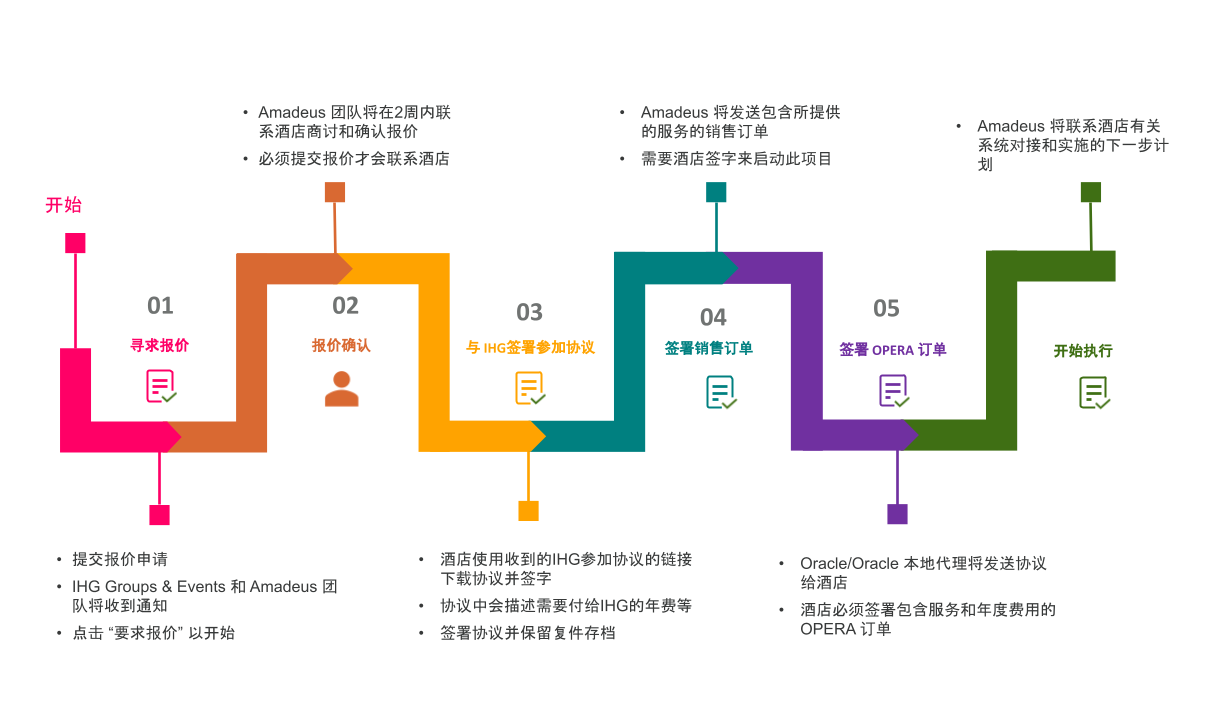 开始
01
寻求报价
• 提交报价申请
• IHG Groups & Events 和 Amadeus 团
队将收到通知
• 点击 “要求报价” 以开始
• Amadeus 团队将在2周内联
系酒店商讨和确认报价
• 必须提交报价才会联系酒店
02
报价确认
03
与 IHG签署参加协议
• 酒店使用收到的IHG参加协议的链接
下载协议并签字
• 协议中会描述需要付给IHG的年费等
• 签署协议并保留复件存档
• Amadeus 将发送包含所提供
的服务的销售订单
• 需要酒店签字来启动此项目
04
签署销售订单
05
签署 OPERA 订单
• Oracle/Oracle 本地代理将发送协议
给酒店
• 酒店必须签署包含服务和年度费用的
OPERA 订单
• Amadeus 将联系酒店有关
系统对接和实施的下一步计
划
开始执行